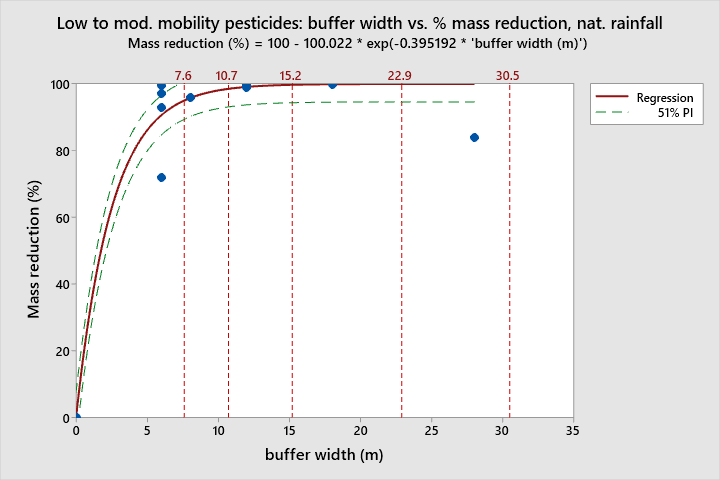 Low to mod. mobility pesticides: buffer width vs. % mass reduction, nat. rainfall
Mass reduction (%) = 100 - 100.022 * exp(-0.395192 * 'buffer width (m)')
7.6 10.7 15.2 22.9 30.5
Regression
51% PI
100
80
60
40
20
0
Mass reduction (%)
0 5 10 15 20 25 30 35
buffer width (m)